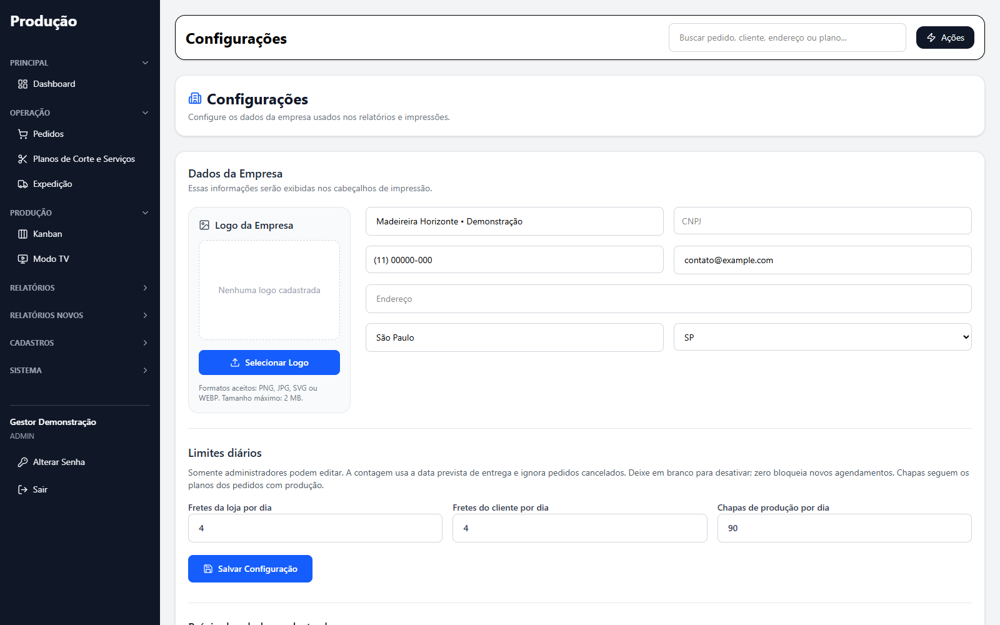 Produção
PRINCIPAL
Dashboard
OPERAÇÃO
Pedidos
Planos de Corte e Serviços
Expedição
PRODUÇÃO
Kanban
Modo TV
RELATÓRIOS
RELATÓRIOS NOVOS
CADASTROS
SISTEMA
Gestor Demonstração
ADMIN
Alterar Senha
Sair
Configurações
Buscar pedido, cliente, endereço ou plano...
Ações
Configurações
Configure os dados da empresa usados nos relatórios e impressões.
Dados da Empresa
Essas informações serão exibidas nos cabeçalhos de impressão.
Logo da Empresa
Nenhuma logo cadastrada
Selecionar Logo
Formatos aceitos: PNG, JPG, SVG ou
WEBP. Tamanho máximo: 2 MB.
Madeireira Horizonte • Demonstração
CNPJ
(11) 00000-000
contato@example.com
Endereço
São Paulo
SP
Limites diários
Somente administradores podem editar. A contagem usa a data prevista de entrega e ignora pedidos cancelados. Deixe em branco para desativar; zero bloqueia novos agendamentos. Chapas seguem os
planos dos pedidos com produção.
Fretes da loja por dia
4
Fretes do cliente por dia
4
Chapas de produção por dia
90
Salvar Configuração